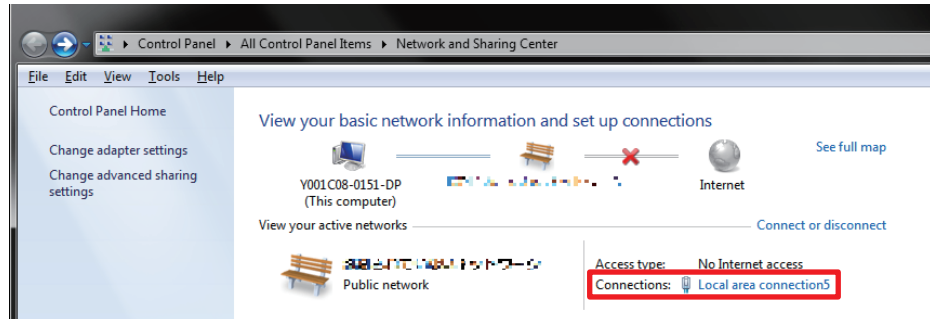 Control Panel ▸ All Control Panel Items ▸ Network and Sharing Center
File Edit View Tools Help
Control Panel Home
Change adapter settings
Change advanced sharing
settings
View your basic network information and set up connections
See full map
Y001C08-0151-DP
(This computer)
Internet
View your active networks
Connect or disconnect
Public network
Access type: No Internet access
Connections: Local area connection5